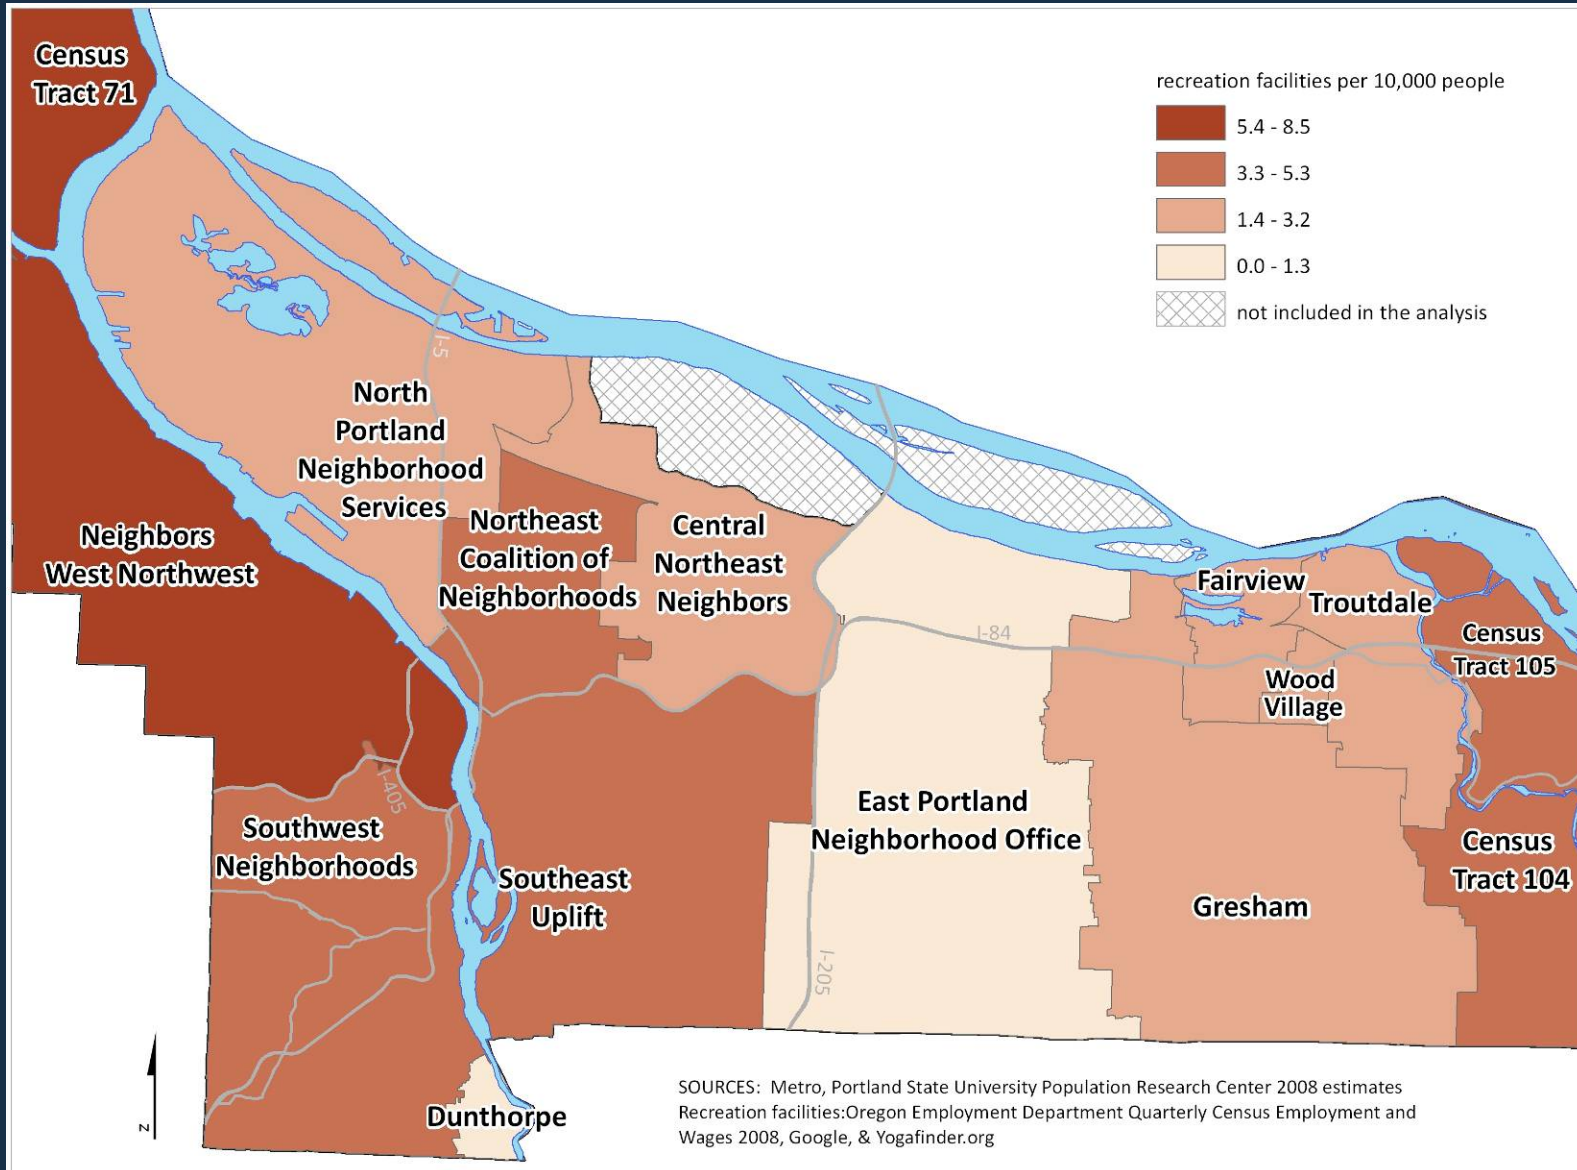 Census
Tract 71
recreation facilities per 10,000 people
5.4 - 8.5
3.3 - 5.3
1.4 - 3.2
0.0 - 1.3
not included in the analysis
I-5
North
Portland
Neighborhood
Services
Neighbors
West Northwest
Northeast
Coalition of
Neighborhoods
Central
Northeast
Neighbors
Fairview
Troutdale
I-84
Census
Tract 105
Wood
Village
I-405
Southwest
Neighborhoods
East Portland
Neighborhood Office
Census
Tract 104
Southeast
Uplift
Gresham
I-205
Dunthorpe
N
SOURCES: Metro, Portland State University Population Research Center 2008 estimates
Recreation facilities:Oregon Employment Department Quarterly Census Employment and
Wages 2008, Google, & Yogafinder.org